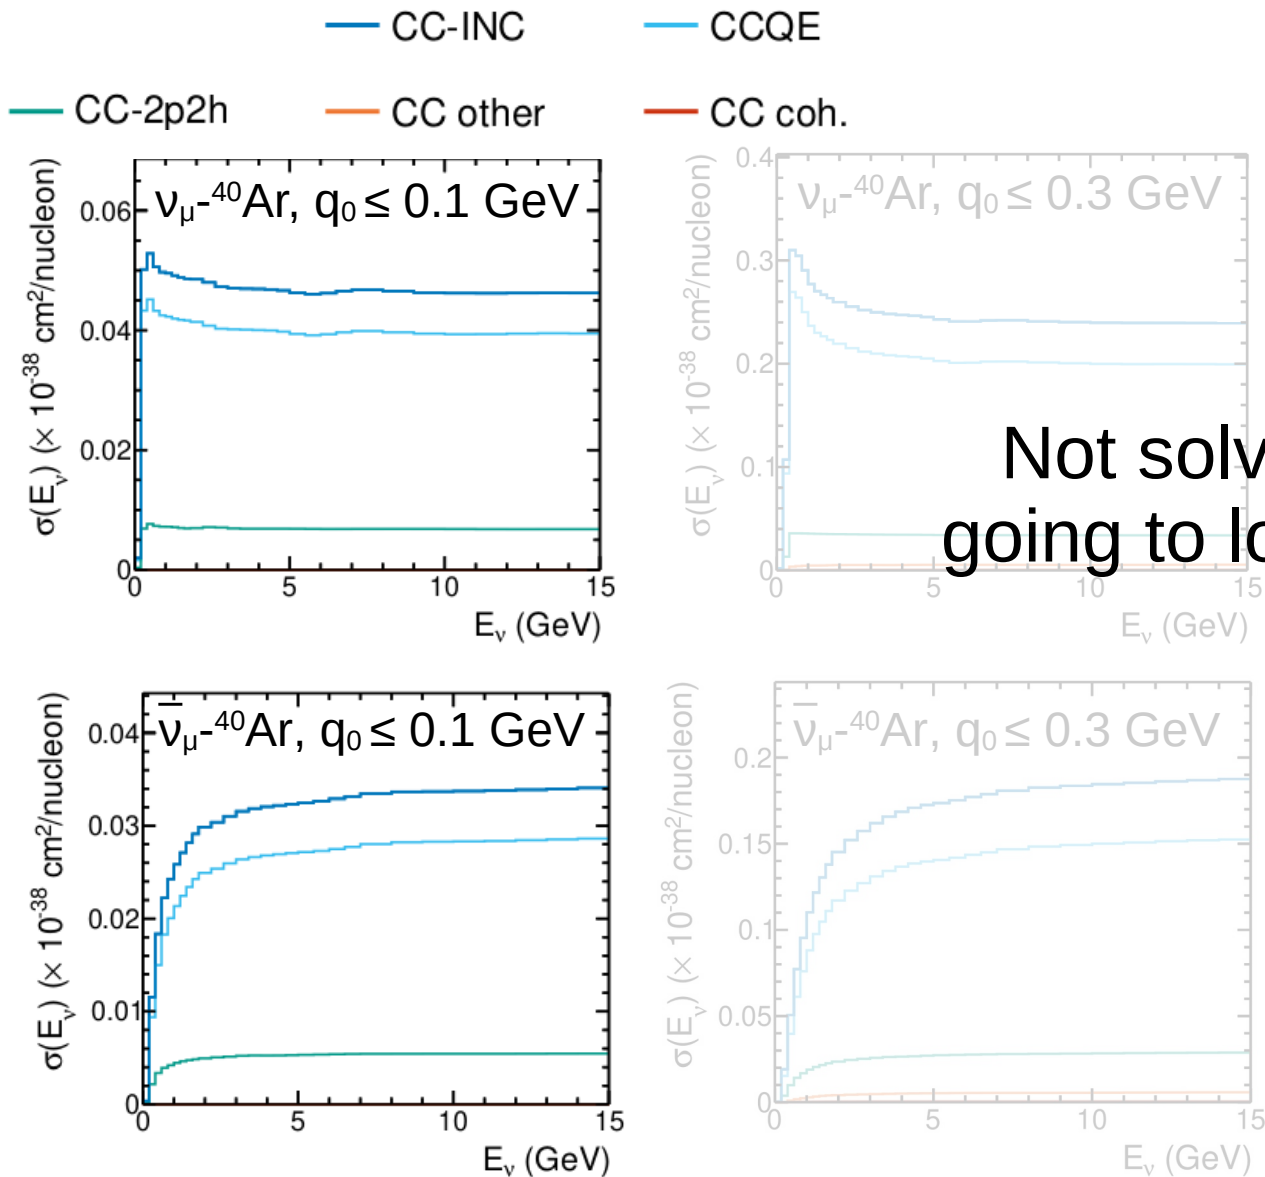 CC-INC
CCQE
CC-2p2h
CC other
CC coh.
νμ-⁴⁰Ar, q₀ ≤ 0.1 GeV
σ(Eν) (× 10⁻³⁸ cm²/nucleon)
0.06
0.04
0.02
0
0 5 10 15
Eν (GeV)
νμ-⁴⁰Ar, q₀ ≤ 0.3 GeV
σ(Eν) (× 10⁻³⁸ cm²/nucleon)
0.4
0.3
0.2
0.1
0
0 5 10 15
Eν (GeV)
Not solv
going to lo
ν̅μ-⁴⁰Ar, q₀ ≤ 0.1 GeV
σ(Eν) (× 10⁻³⁸ cm²/nucleon)
0.04
0.03
0.02
0.01
0
0 5 10 15
Eν (GeV)
ν̅μ-⁴⁰Ar, q₀ ≤ 0.3 GeV
σ(Eν) (× 10⁻³⁸ cm²/nucleon)
0.2
0.15
0.1
0.05
0
0 5 10 15
Eν (GeV)